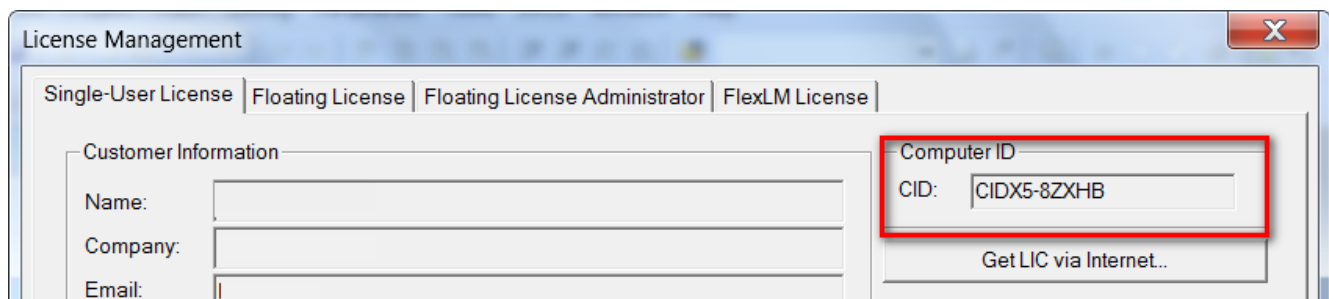 License Management
X
Single-User License Floating License Floating License Administrator FlexLM License
Customer Information
Name:
Company:
Email:
Computer ID
CID: CIDX5-8ZXHB
Get LIC via Internet...